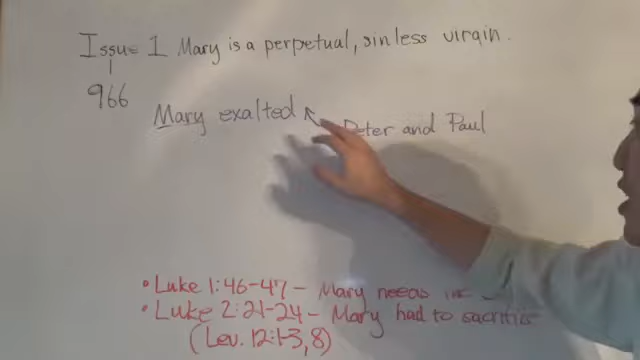 Issue 1 Mary is a perpetual, sinless virgin.
966
Mary exalted Peter and Paul
• Luke 1:46-47 - Mary needs
• Luke 2:21-24 - Mary had to sacrifice
(Lev. 12:1-3, 8)